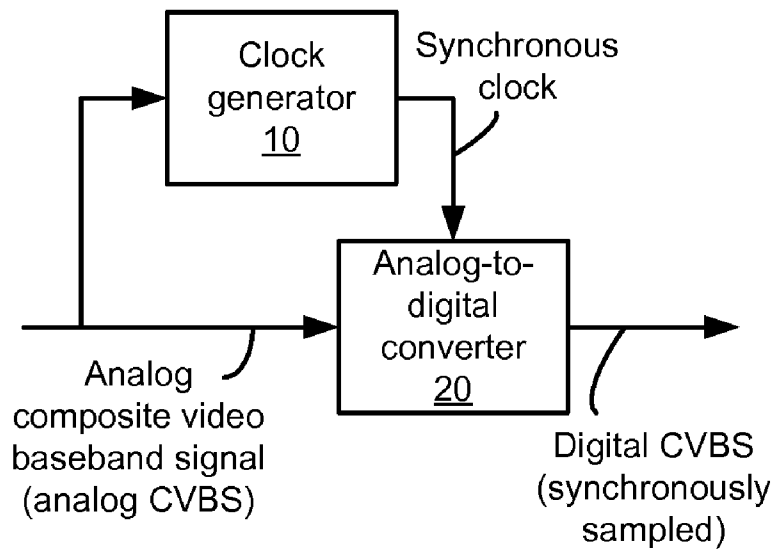 Clock
generator
10
Synchronous
clock
Analog-to-
digital
converter
20
Analog
composite video
baseband signal
(analog CVBS)
Digital CVBS
(synchronously
sampled)